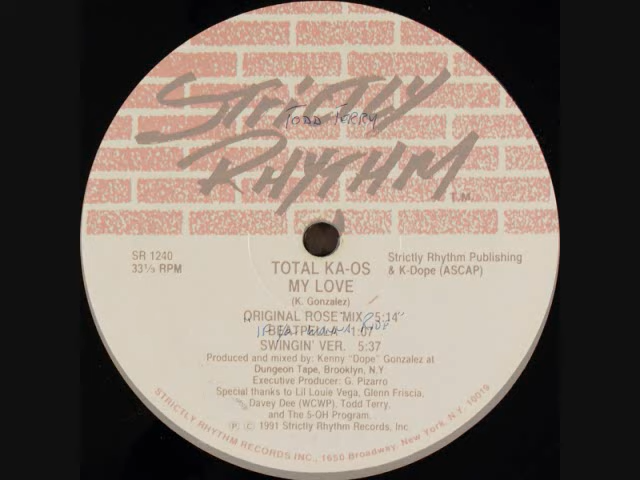 STRICTLY
Todd Terry
RHYTHM
T.M.
SR 1240
33⅓ RPM
Strictly Rhythm Publishing
& K-Dope (ASCAP)
TOTAL KA-OS
MY LOVE
(K. Gonzalez)
ORIGINAL ROSE MIX 5:14
1:07
SWINGIN' VER. 5:37
Produced and mixed by: Kenny "Dope" Gonzalez at
Dungeon Tape, Brooklyn, N.Y
Executive Producer: G. Pizarro
Special thanks to Lil Louie Vega, Glenn Friscia,
Davey Dee (WCWP), Todd Terry,
and The 5-OH Program.
Ⓟ © 1991 Strictly Rhythm Records, Inc.
STRICTLY RHYTHM RECORDS INC., 1650 Broadway, New York, N.Y. 10019